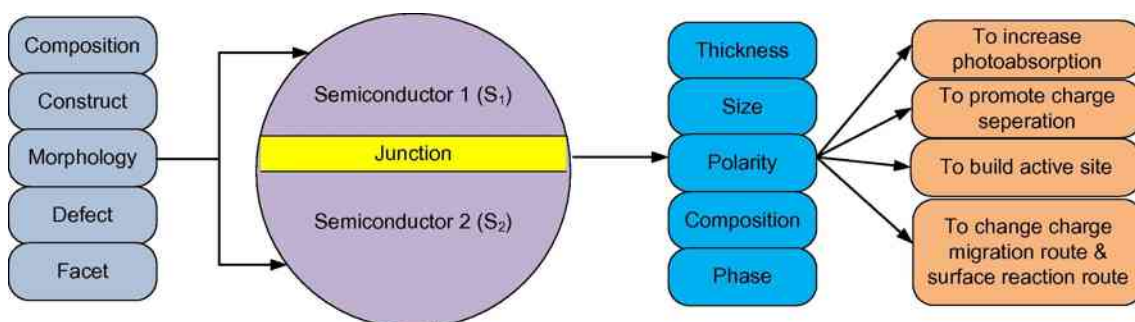 Composition
Construct
Morphology
Defect
Facet
Semiconductor 1 (S₁)
Junction
Semiconductor 2 (S₂)
Thickness
Size
Polarity
Composition
Phase
To increase
photoabsorption
To promote charge
seperation
To build active site
To change charge
migration route &
surface reaction route